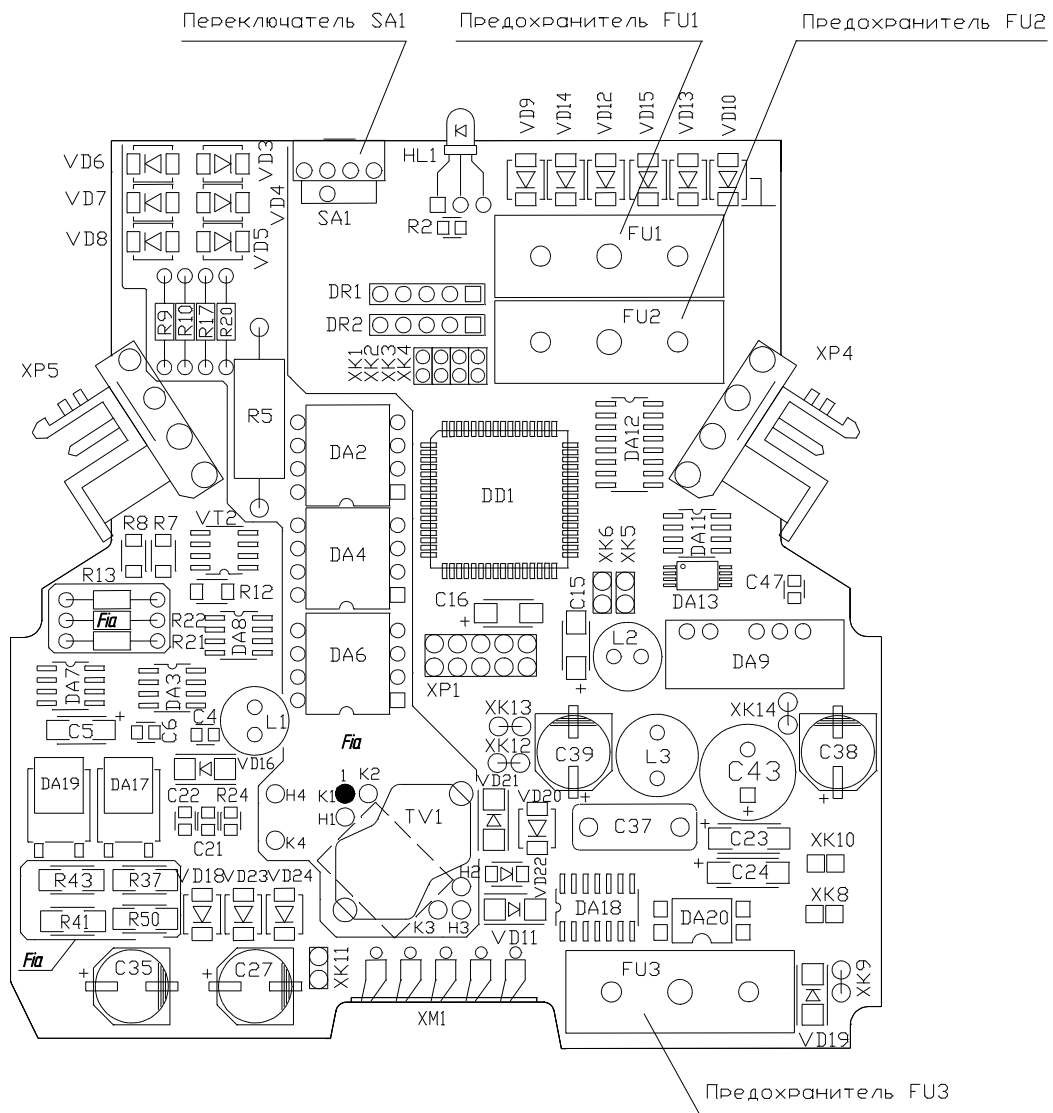 Переключатель SA1
Предохранитель FU1
Предохранитель FU2
VD9
VD14
VD12
VD15
VD13
VD10
HL1
VD6
VD3
VD7
VD4
SA1
R2
FU1
VD8
VD5
DR1
R9
R10
R17
R20
DR2
FU2
XK1
XK2
XK3
XK4
XP5
XP4
R5
DA2
DA12
DD1
R8
R7
VT2
DA4
XK6
XK5
DA11
R13
R12
C16
C15
DA13
C47
+
Fia
R22
R21
DA8
DA6
L2
DA9
DA7
DA3
XP1
+
C5
+
C6
C4
L1
Fia
XK13
XK12
XK14
C39
L3
C43
C38
VD16
DA19
DA17
C22
R24
H4
1
K2
K1
H1
TV1
VD21
VD20
+
+
+
C37
C23
C21
K4
XK10
+
C24
R43
R37
VD18
VD23
VD24
H2
VD22
XK8
R41
R50
K3
H3
VD11
DA18
DA20
Fia
+
C35
+
C27
XK11
FU3
XK9
XM1
VD19
Предохранитель FU3